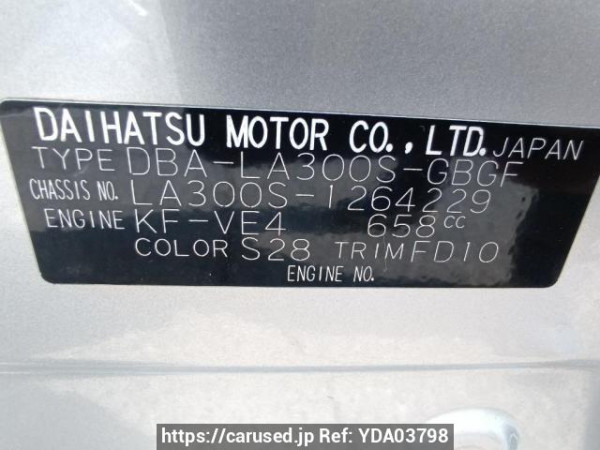 DAIHATSU MOTOR CO., LTD. JAPAN
TYPE DBA-LA300S-GBGF
CHASSIS NO. LA300S-1264229
ENGINE KF-VE4 658cc
COLOR S28 TRIM FD10
ENGINE NO.
https://carused.jp Ref: YDA03798